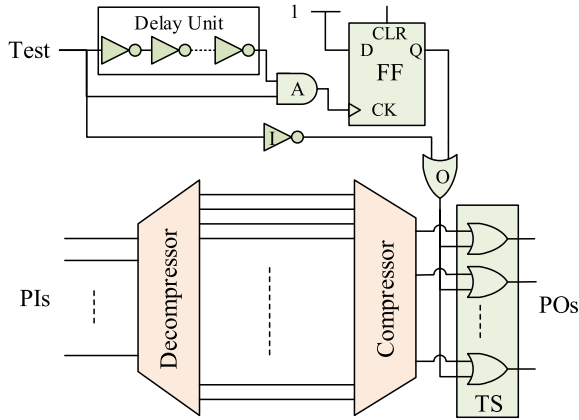 Delay Unit
Test
1
CLR
D
Q
FF
CK
A
I
O
Decompressor
Compressor
PIs
POs
TS